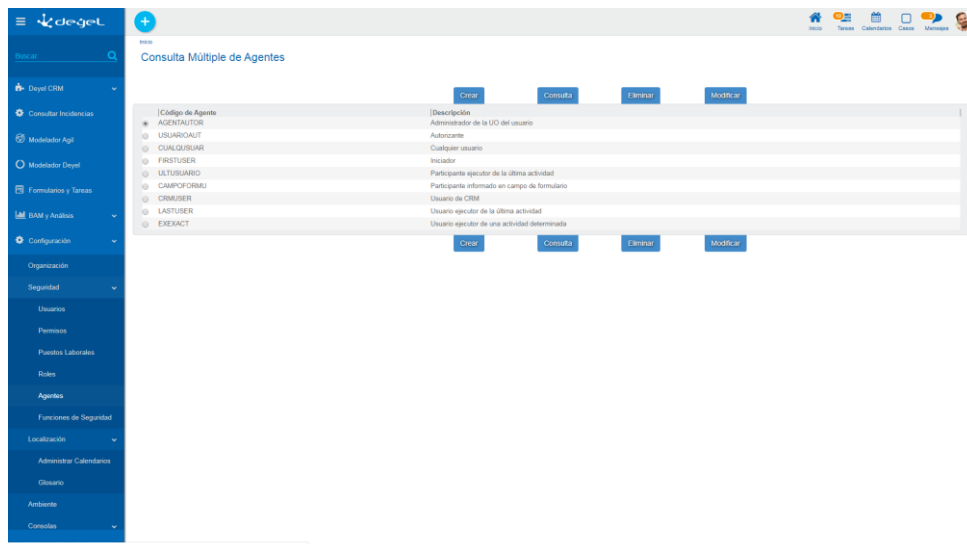 deyel
Inicio
Tareas
Calendarios
Casos
Mensajes
Buscar
Inicio
Consulta Múltiple de Agentes
Deyel CRM
Consultar Incidencias
Modelador Agil
Modelador Deyel
Formularios y Tareas
BAM y Análisis
Configuración
Organización
Seguridad
Usuarios
Permisos
Puestos Laborales
Roles
Agentes
Funciones de Seguridad
Localización
Administrar Calendarios
Glosario
Ambiente
Consolas
Crear Consulta Eliminar Modificar
Código de Agente Descripción
AGENTAUTOR Administrador de la UO del usuario
USUARIOAUT Autorizante
CUALQUSUAR Cualquier usuario
FIRSTUSER Iniciador
ULTUSUARIO Participante ejecutor de la última actividad
CAMPOFORMU Participante informado en campo de formulario
CRMUSER Usuario de CRM
LASTUSER Usuario ejecutor de la última actividad
EXEXACT Usuario ejecutor de una actividad determinada
Crear Consulta Eliminar Modificar